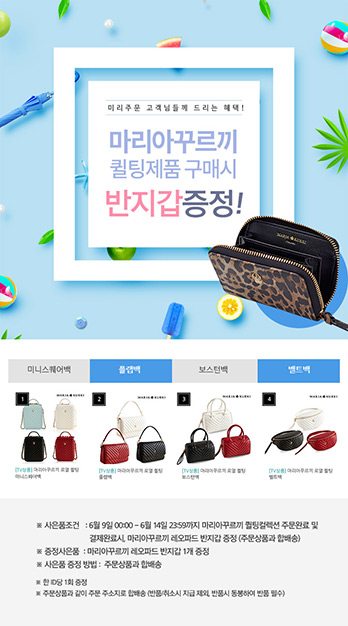 미리주문 고객님들께 드리는 혜택!
마리아꾸르끼
퀼팅제품 구매시
반지갑증정!
MARIA KURKI
미니스퀘어백 플랩백 보스턴백 벨트백
1 MARIA KURKI 2 MARIA KURKI 3 MARIA KURKI 4 MARIA KURKI
[TV상품] 마리아꾸르끼 로열 퀼팅
미니스퀘어백
[TV상품] 마리아꾸르끼 로열 퀼팅
플랩백
[TV상품] 마리아꾸르끼 로열 퀼팅
보스턴백
[TV상품] 마리아꾸르끼 로열 퀼팅
벨트백
※ 사은품조건 : 6월 9일 00:00 ~ 6월 14일 23:59까지 마리아꾸르끼 퀼팅컬렉션 주문완료 및
결제완료시, 마리아꾸르끼 레오파드 반지갑 증정 (주문상품과 합배송)
※ 증정사은품 : 마리아꾸르끼 레오파드 반지갑 1개 증정
※ 사은품 증정 방법 : 주문상품과 합배송
※ 한 ID당 1회 증정
※ 주문상품과 같이 주문 주소지로 합배송 (반품/취소시 지급 제외, 반품시 동봉하여 반품 필수)